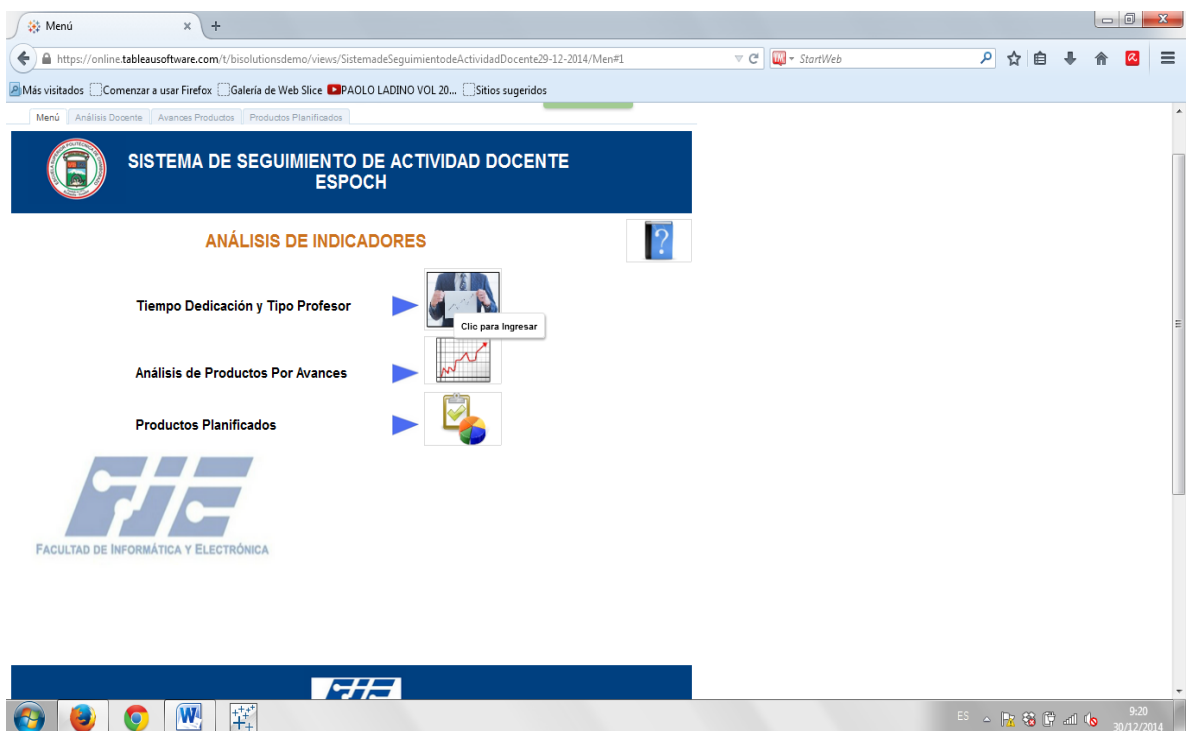 Menú
https://online.tableausoftware.com/t/bisolutionsdemo/views/SistemadeSeguimientodeActividadDocente29-12-2014/Men#1
StartWeb
Más visitados Comenzar a usar Firefox Galería de Web Slice PAOLO LADINO VOL 20... Sitios sugeridos
Menú Análisis Docente Avances Productos Productos Planificados
SISTEMA DE SEGUIMIENTO DE ACTIVIDAD DOCENTE
ESPOCH
ANÁLISIS DE INDICADORES
Tiempo Dedicación y Tipo Profesor
Clic para Ingresar
Análisis de Productos Por Avances
Productos Planificados
FIE
FACULTAD DE INFORMÁTICA Y ELECTRÓNICA
FIE
ES
9:20
30/12/2014